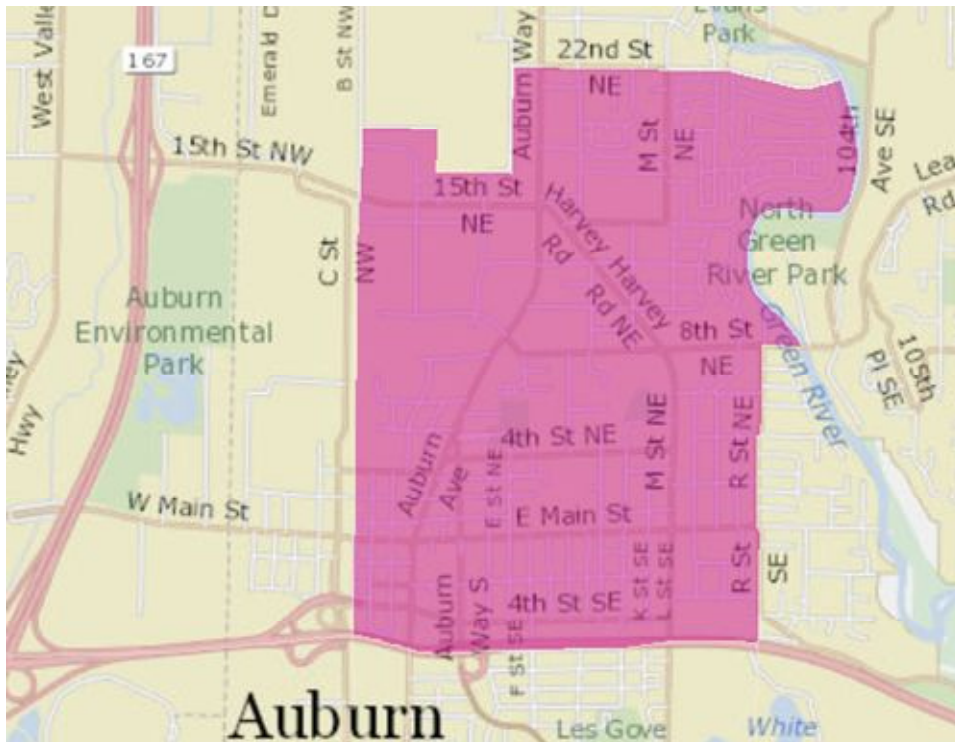 Evans
Park
West Valley
167
Emerald D
B St NW
Auburn Way
22nd St
NE
M St
NE
104th
Ave SE
15th St NW
15th St
NE
Harvey Harvey
Rd
Rd NE
North
Green
River Park
Lea
Rd
C St
NW
Auburn
Environmental
Park
8th St
NE
Green River
105th
Pl SE
Hwy
Auburn
Ave
4th St NE
E St NE
M St NE
R St NE
W Main St
E Main St
K St SE
L St SE
R St
SE
Auburn
Way S
4th St SE
F St SE
Auburn
Les Gove
White